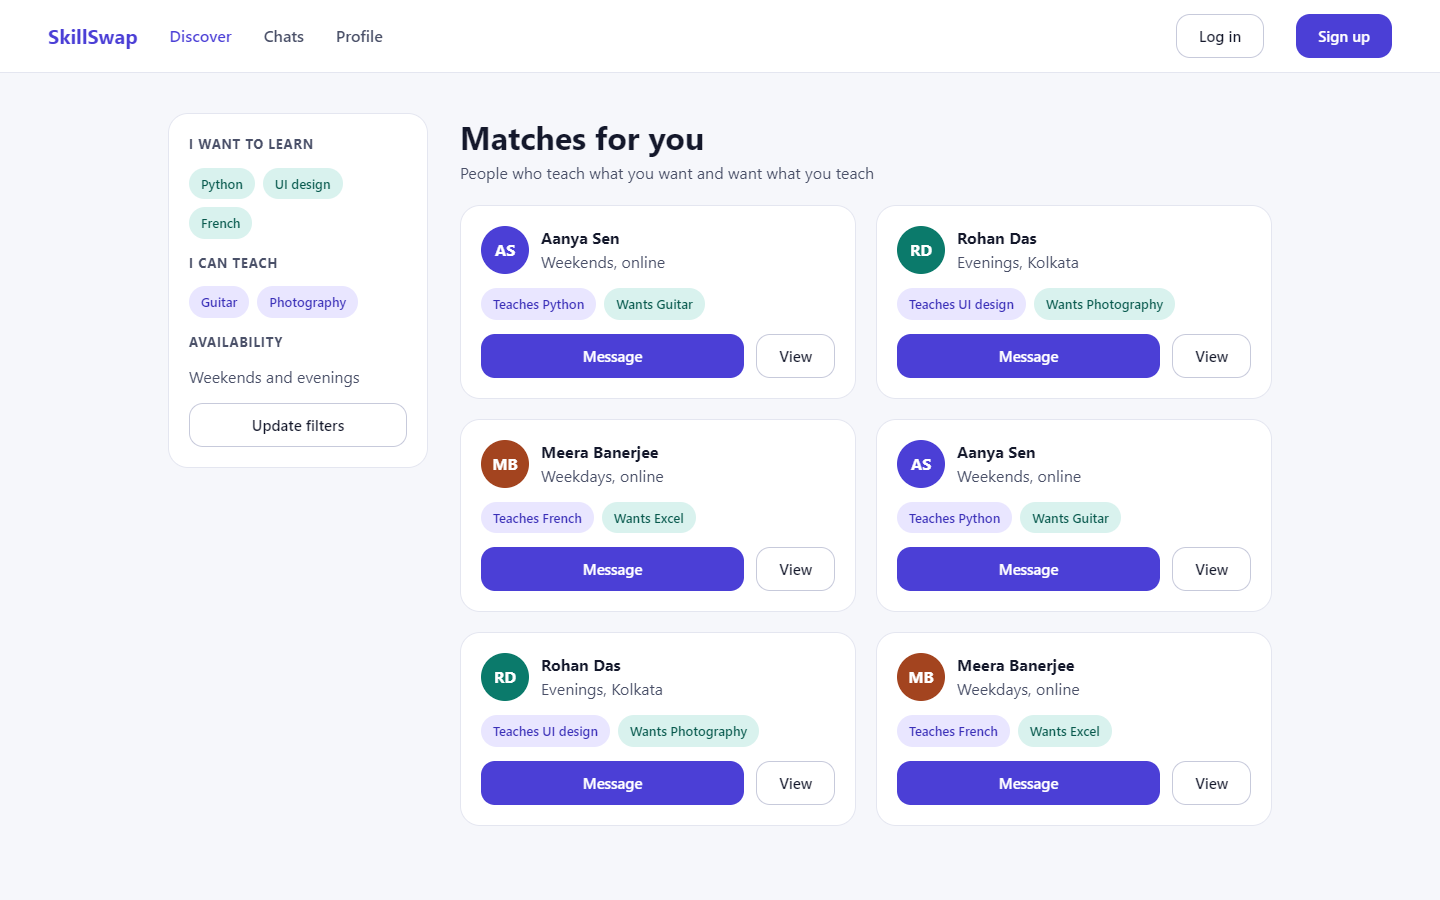 SkillSwap Discover Chats Profile Log in Sign up
I WANT TO LEARN
Python UI design
French
I CAN TEACH
Guitar Photography
AVAILABILITY
Weekends and evenings
Update filters
Matches for you
People who teach what you want and want what you teach
AS Aanya Sen
Weekends, online
Teaches Python Wants Guitar
Message View
RD Rohan Das
Evenings, Kolkata
Teaches UI design Wants Photography
Message View
MB Meera Banerjee
Weekdays, online
Teaches French Wants Excel
Message View
AS Aanya Sen
Weekends, online
Teaches Python Wants Guitar
Message View
RD Rohan Das
Evenings, Kolkata
Teaches UI design Wants Photography
Message View
MB Meera Banerjee
Weekdays, online
Teaches French Wants Excel
Message View